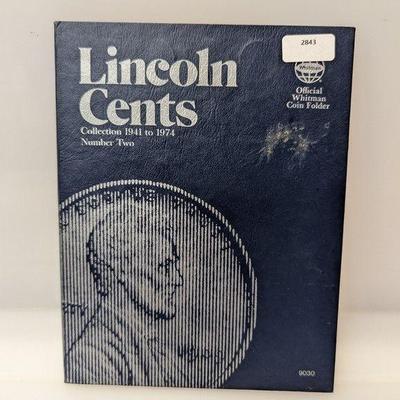 2843
Lincoln
Cents
Collection 1941 to 1974
Number Two
Whitman
Official
Whitman
Coin Folder
9030